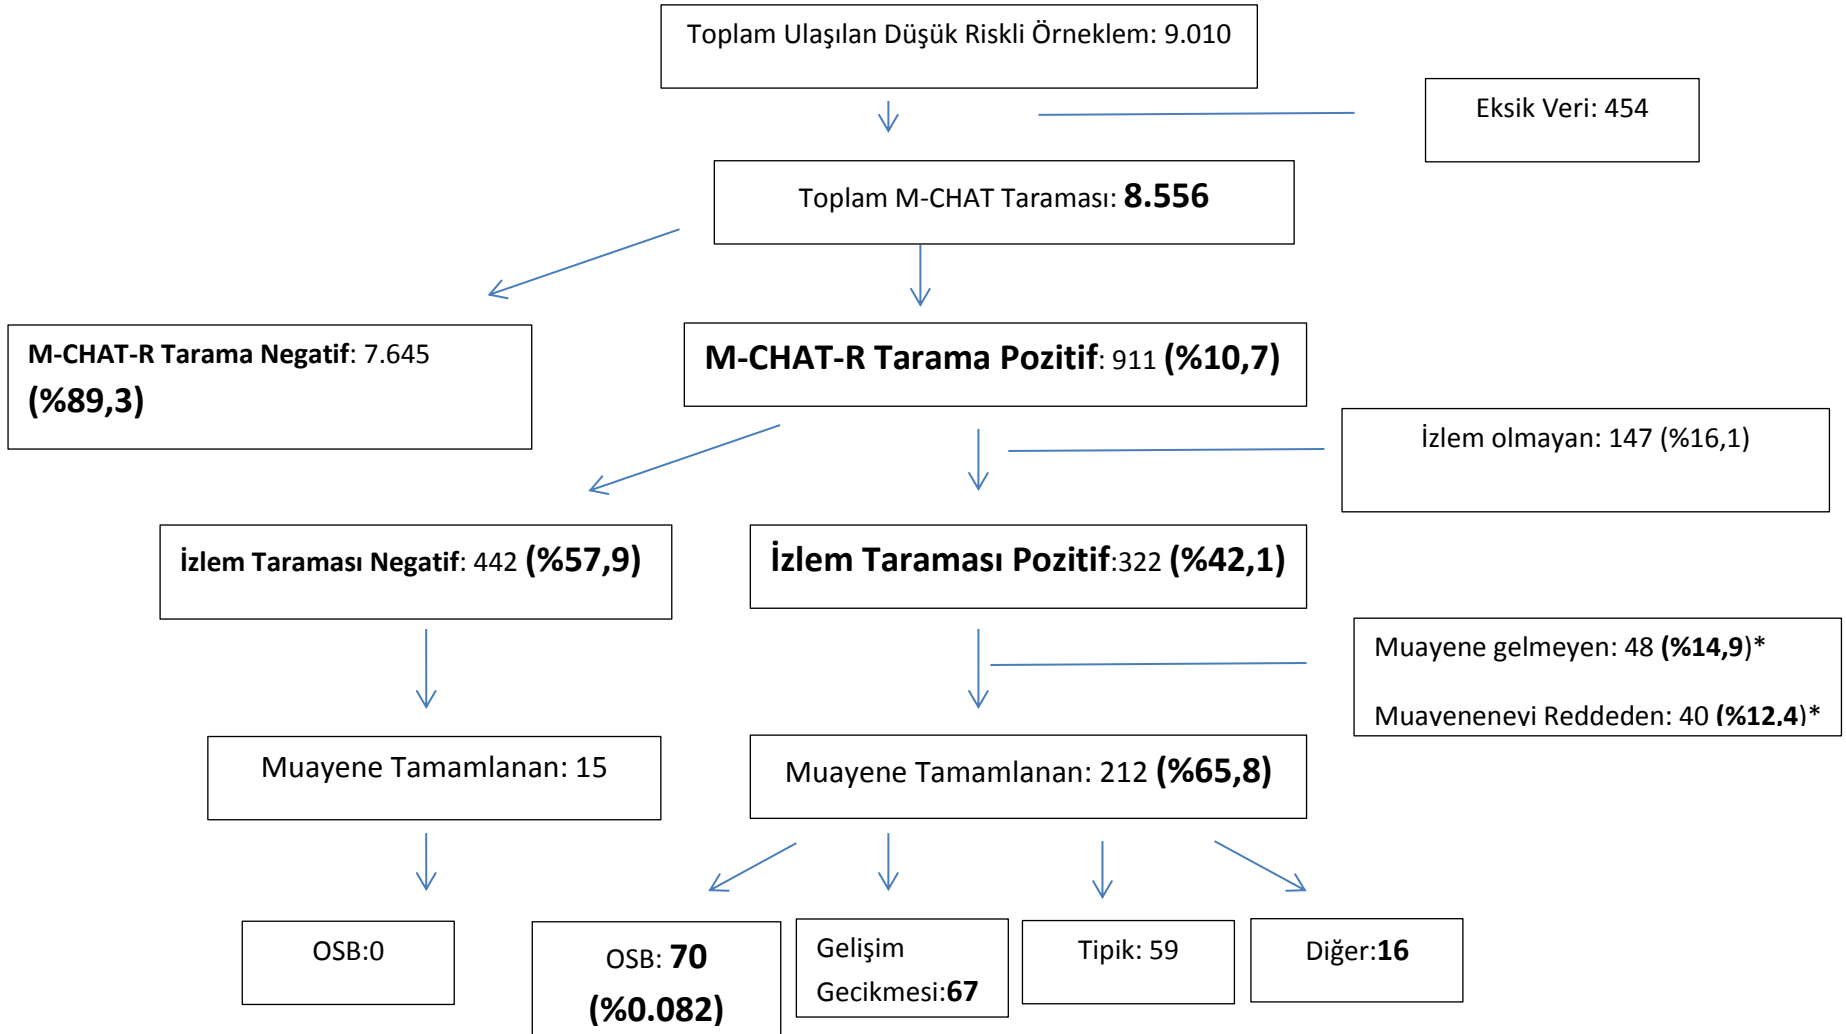 Toplam Ulaşılan Düşük Riskli Örneklem: 9.010
Eksik Veri: 454
Toplam M-CHAT Taraması: 8.556
M-CHAT-R Tarama Negatif: 7.645
(%89,3)
M-CHAT-R Tarama Pozitif: 911 (%10,7)
İzlem olmayan: 147 (%16,1)
İzlem Taraması Negatif: 442 (%57,9)
İzlem Taraması Pozitif:322 (%42,1)
Muayene gelmeyen: 48 (%14,9)*
Muayeneneyi Reddeden: 40 (%12,4)*
Muayene Tamamlanan: 15
Muayene Tamamlanan: 212 (%65,8)
OSB:0
OSB: 70
(%0.082)
Gelişim
Gecikmesi:67
Tipik: 59
Diğer:16